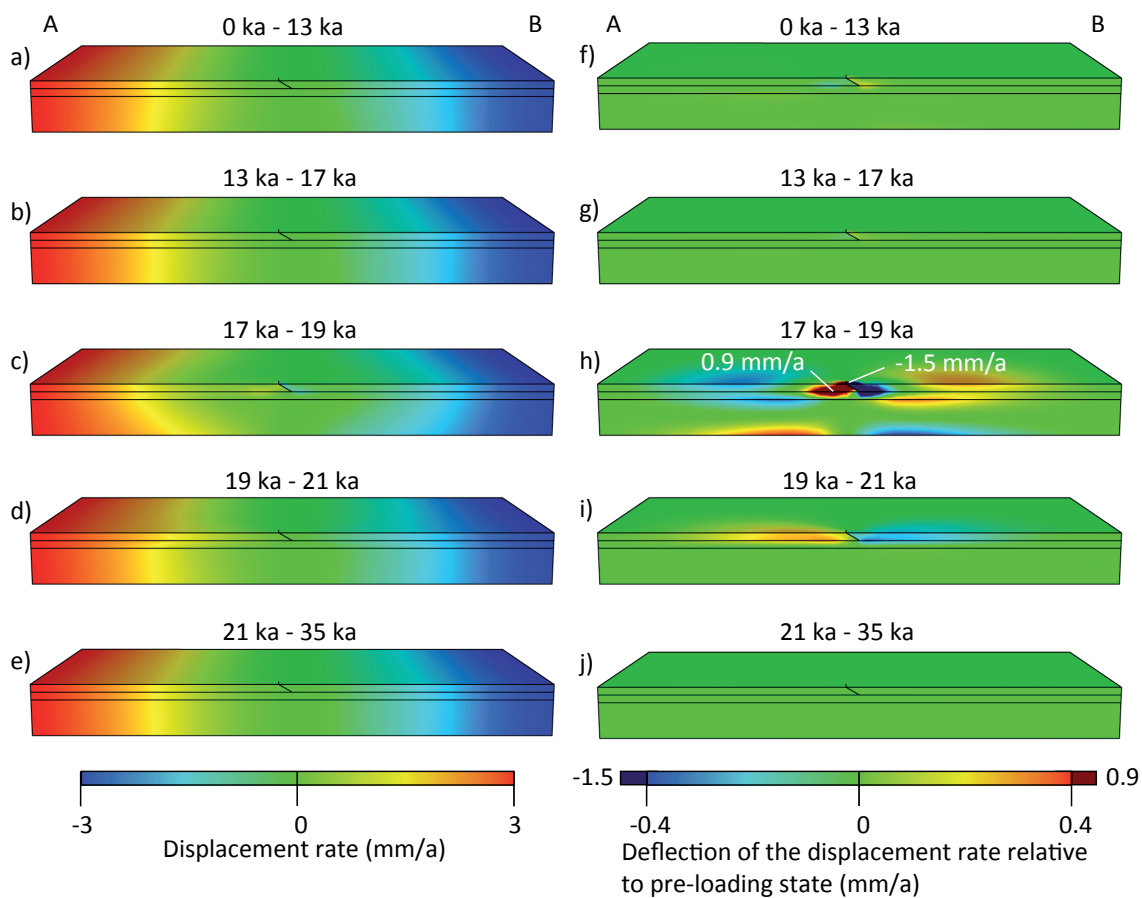 A
0 ka - 13 ka
B
a)
13 ka - 17 ka
b)
17 ka - 19 ka
c)
19 ka - 21 ka
d)
21 ka - 35 ka
e)
-3
0
3
Displacement rate (mm/a)
A
0 ka - 13 ka
B
f)
13 ka - 17 ka
g)
17 ka - 19 ka
h)
0.9 mm/a
-1.5 mm/a
19 ka - 21 ka
i)
21 ka - 35 ka
j)
-1.5
0.9
-0.4
0
0.4
Deflection of the displacement rate relative
to pre-loading state (mm/a)